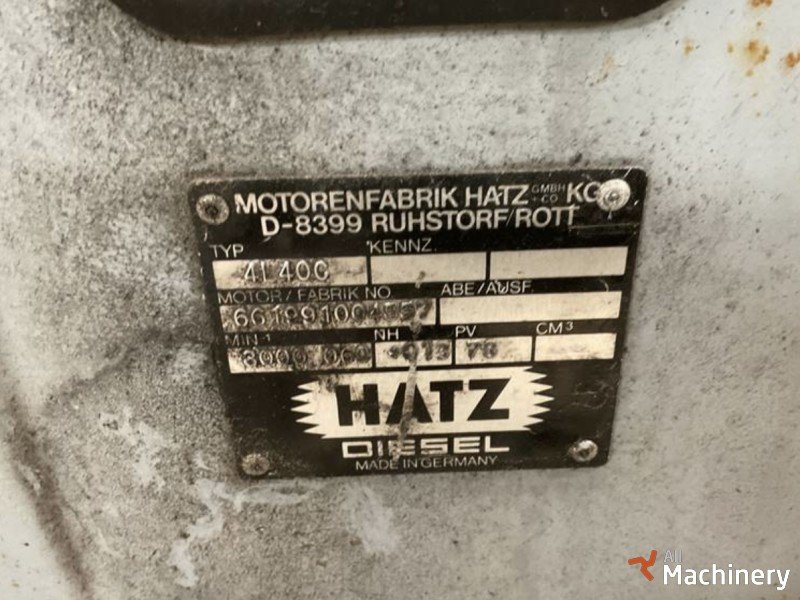 MOTORENFABRIK HATZ GMBH + CO KG
D-8399 RUHSTORF/ROTT
TYP KENNZ.
4L40C
MOTOR/FABRIK NO ABE/AUSF.
MIN-1 NH PV CM³
HATZ
DIESEL
MADE IN GERMANY
All
Machinery